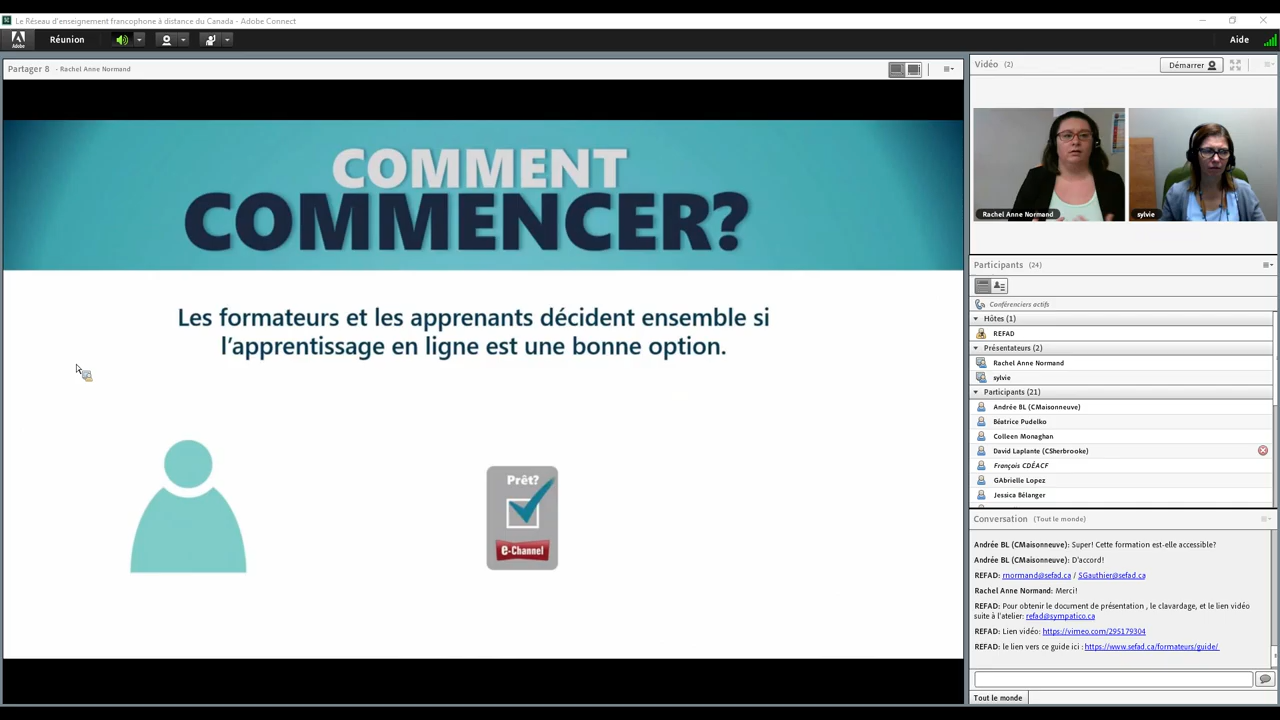 Le Réseau d'enseignement francophone à distance du Canada - Adobe Connect
Réunion
Aide
Partager 8 - Rachel Anne Normand
COMMENT
COMMENCER?
Les formateurs et les apprenants décident ensemble si
l'apprentissage en ligne est une bonne option.
Prêt?
e-Channel
Vidéo (2)
Démarrer
Rachel Anne Normand
sylvie
Participants (24)
Conférenciers actifs
Hôtes (1)
REFAD
Présentateurs (2)
Rachel Anne Normand
sylvie
Participants (21)
Andrée BL (CMaisonneuve)
Béatrice Pudelko
Colleen Monaghan
David Laplante (CSherbrooke)
François CDÉACF
GAbrielle Lopez
Jessica Bélanger
Conversation (Tout le monde)
Andrée BL (CMaisonneuve): Super! Cette formation est-elle accessible?
Andrée BL (CMaisonneuve): D'accord!
REFAD: rnormand@sefad.ca / SGauthier@sefad.ca
Rachel Anne Normand: Merci!
REFAD: Pour obtenir le document de présentation , le clavardage, et le lien vidéo
suite à l'atelier: refad@sympatico.ca
REFAD: Lien vidéo: https://vimeo.com/295179304
REFAD: le lien vers ce guide ici : https://www.sefad.ca/formateurs/guide/
Tout le monde